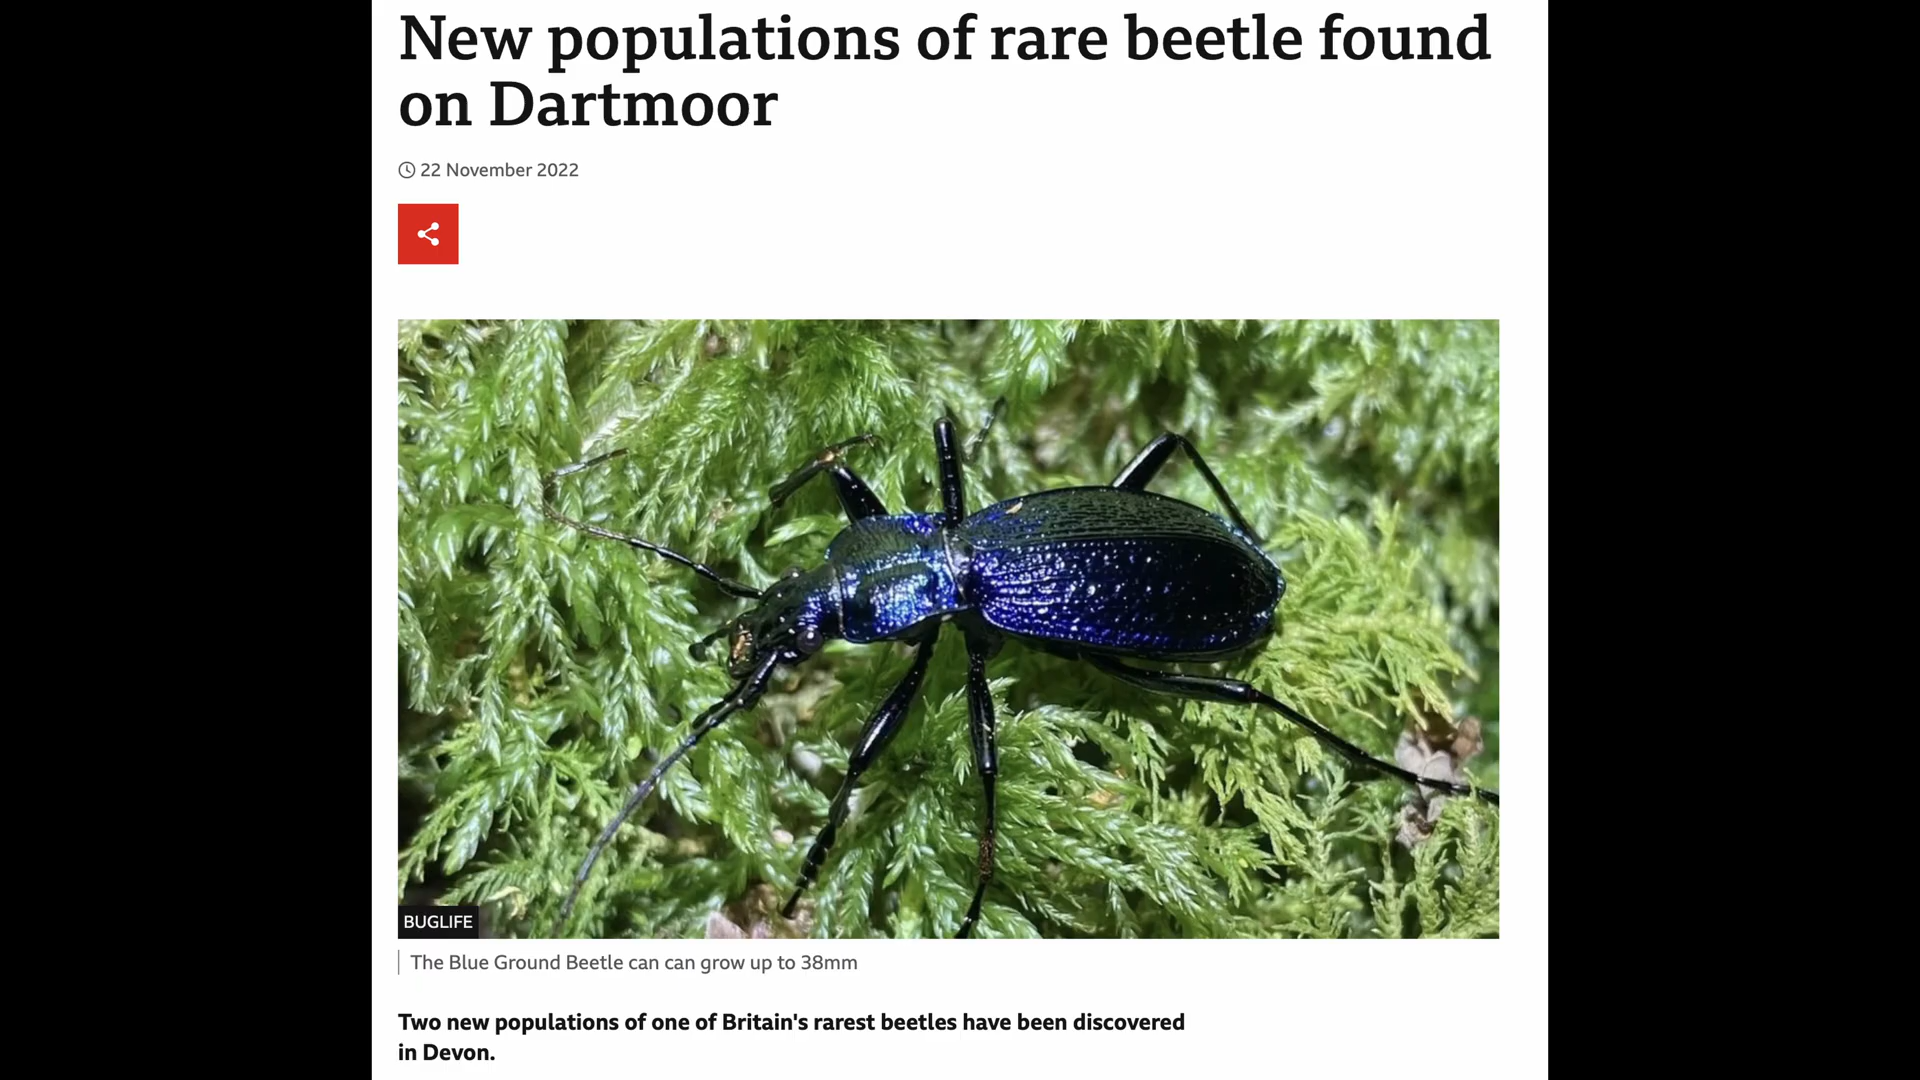 New populations of rare beetle found
on Dartmoor
22 November 2022
BUGLIFE
The Blue Ground Beetle can can grow up to 38mm
Two new populations of one of Britain's rarest beetles have been discovered
in Devon.